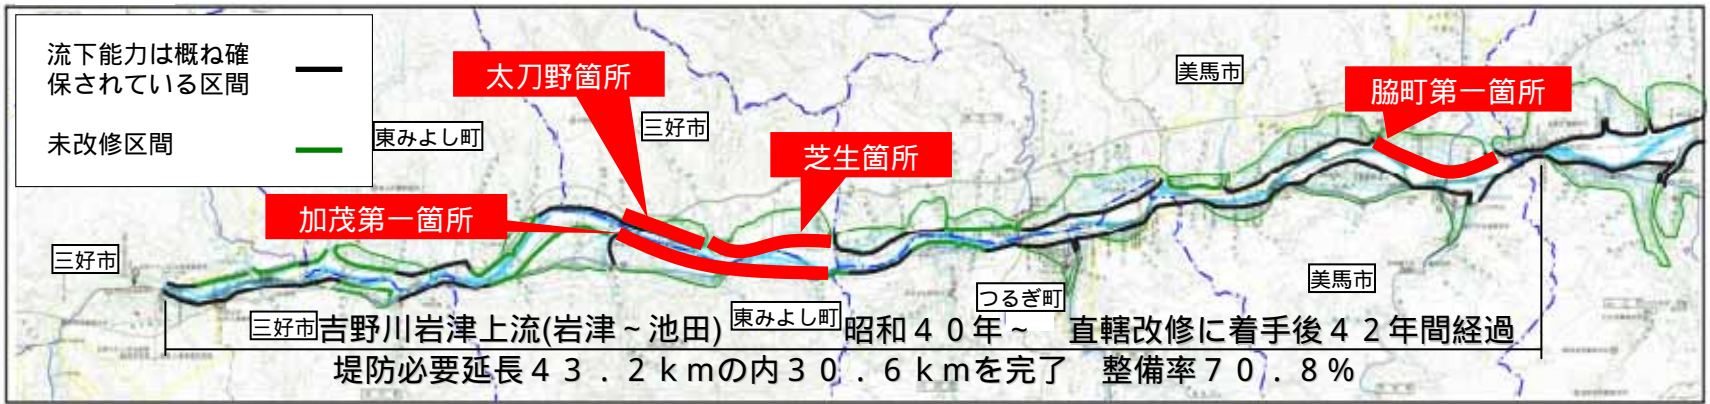 流下能力は概ね確
保されている区間
未改修区間
東みよし町
太刀野箇所
三好市
美馬市
脇町第一箇所
芝生箇所
加茂第一箇所
三好市
美馬市
つるぎ町
東みよし町
三好市
吉野川岩津上流(岩津~池田)
昭和40年~ 直轄改修に着手後42年間経過
堤防必要延長43.2kmの内30.6kmを完了 整備率70.8%